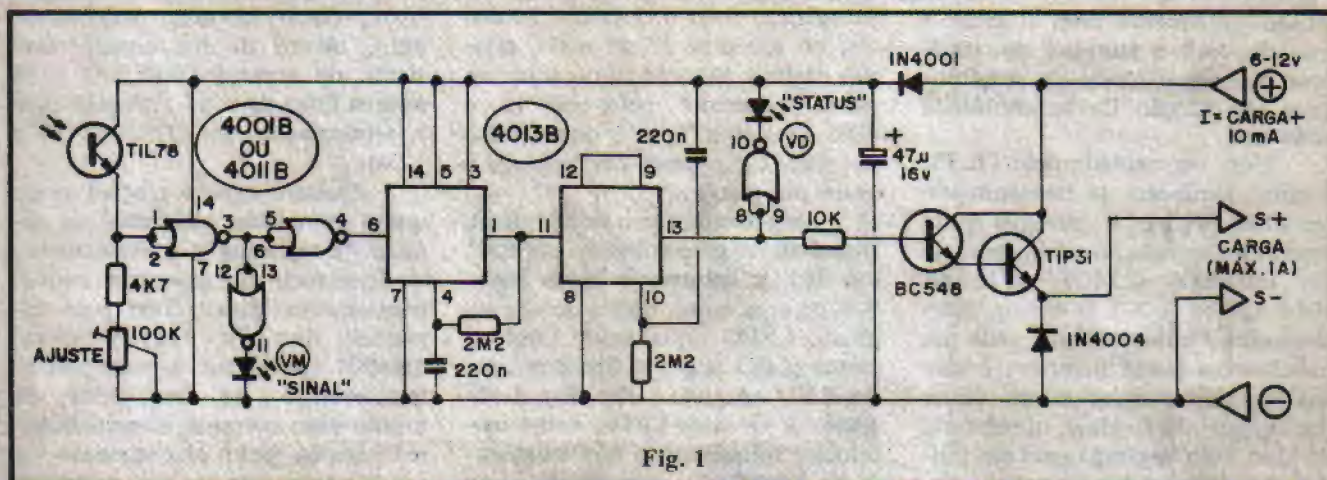 TIL78
1
2
3
14
7
4001B
OU
4011B
5
6
4
12
13
11
4K7
100K
AJUSTE
VM
"SINAL"
6
14
5
3
7
4
1
2M2
220n
4013B
11
12
9
13
8
10
2M2
220n
"STATUS"
VD
10
8
9
10K
+
47µ
16v
1N4001
BC548
TIP31
1N4004
6-12v
+
I = CARGA+
10mA
S+
CARGA
(MÁX. 1A)
S-
-
Fig. 1